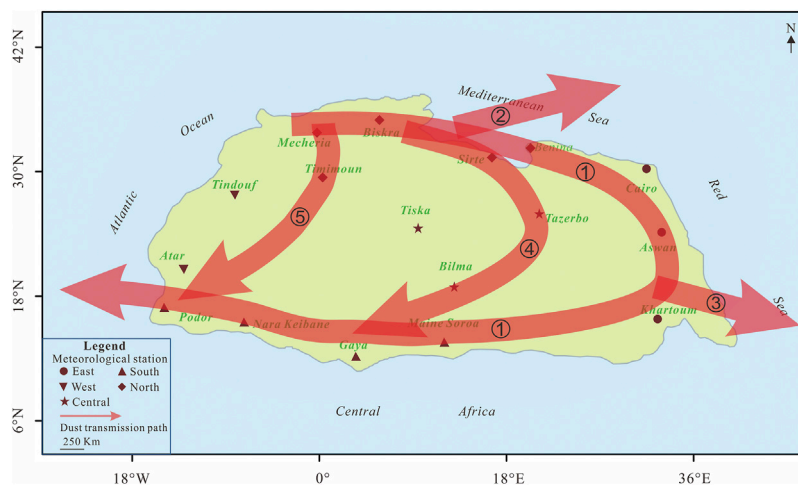 42°N
30°N
18°N
6°N
N
Mediterrancan
Sea
Ocean
Atlantic
Red
Sea
②
Mecheria
Biskra
Benina
Sirte
①
Cairo
Timimoun
Tindouf
⑤
Tiska
Tazerbo
④
Aswan
Atar
Bilma
③
Khartoum
Podor
Nara Keibane
Maine Soroa
①
Gaya
Legend
Meteorological station
East
South
West
North
Central
Dust transmission path
250 Km
Central
Africa
18°W
0°
18°E
36°E